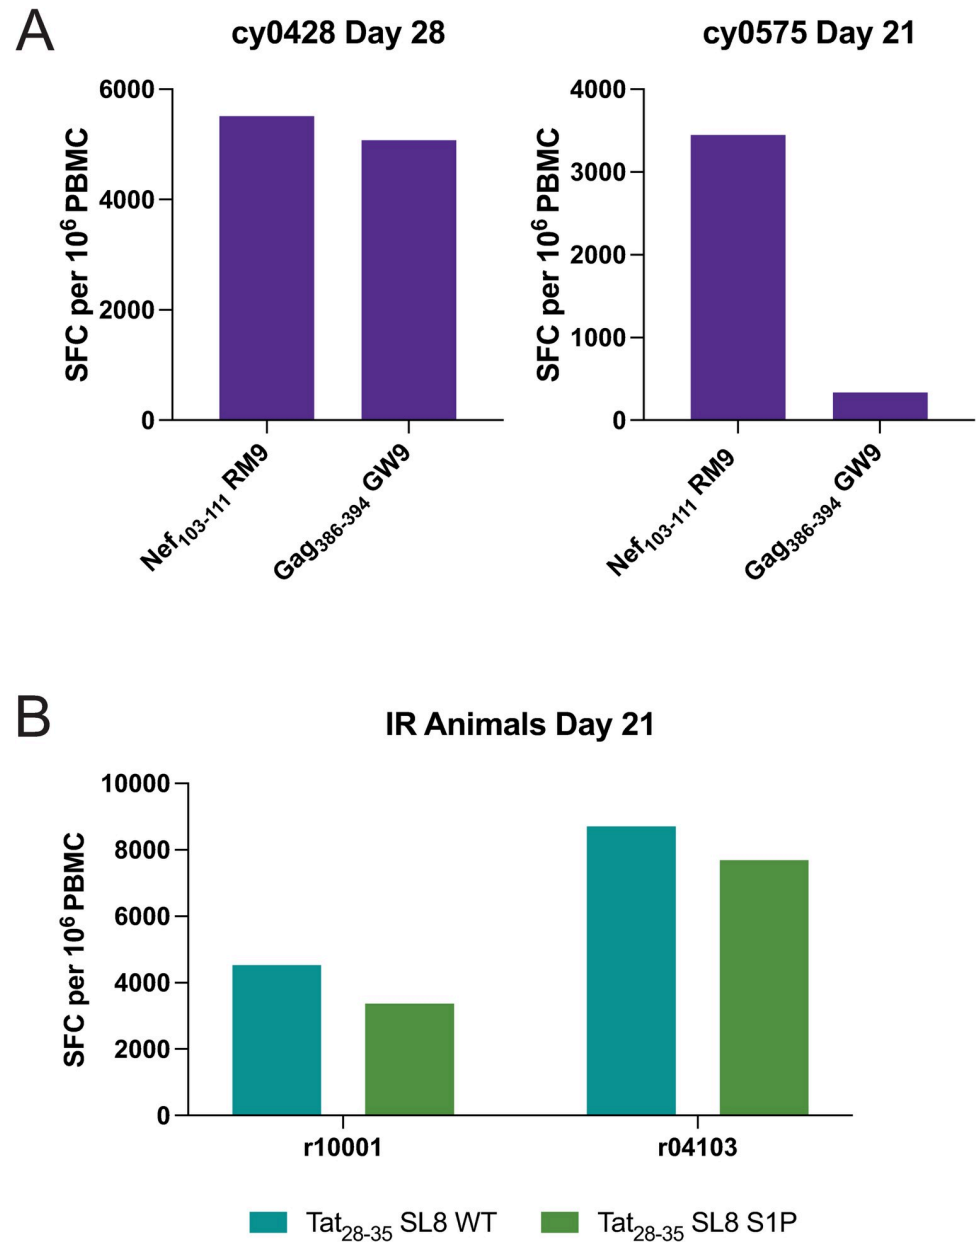 A
cy0428 Day 28
cy0575 Day 21
SFC per 10⁶ PBMC
6000
4000
2000
0
Nef₁₀₃₋₁₁₁ RM9
Gag₃₈₆₋₃₉₄ GW9
SFC per 10⁶ PBMC
4000
3000
2000
1000
0
Nef₁₀₃₋₁₁₁ RM9
Gag₃₈₆₋₃₉₄ GW9
B
IR Animals Day 21
SFC per 10⁶ PBMC
10000
8000
6000
4000
2000
0
r10001
r04103
Tat₂₈₋₃₅ SL8 WT
Tat₂₈₋₃₅ SL8 S1P